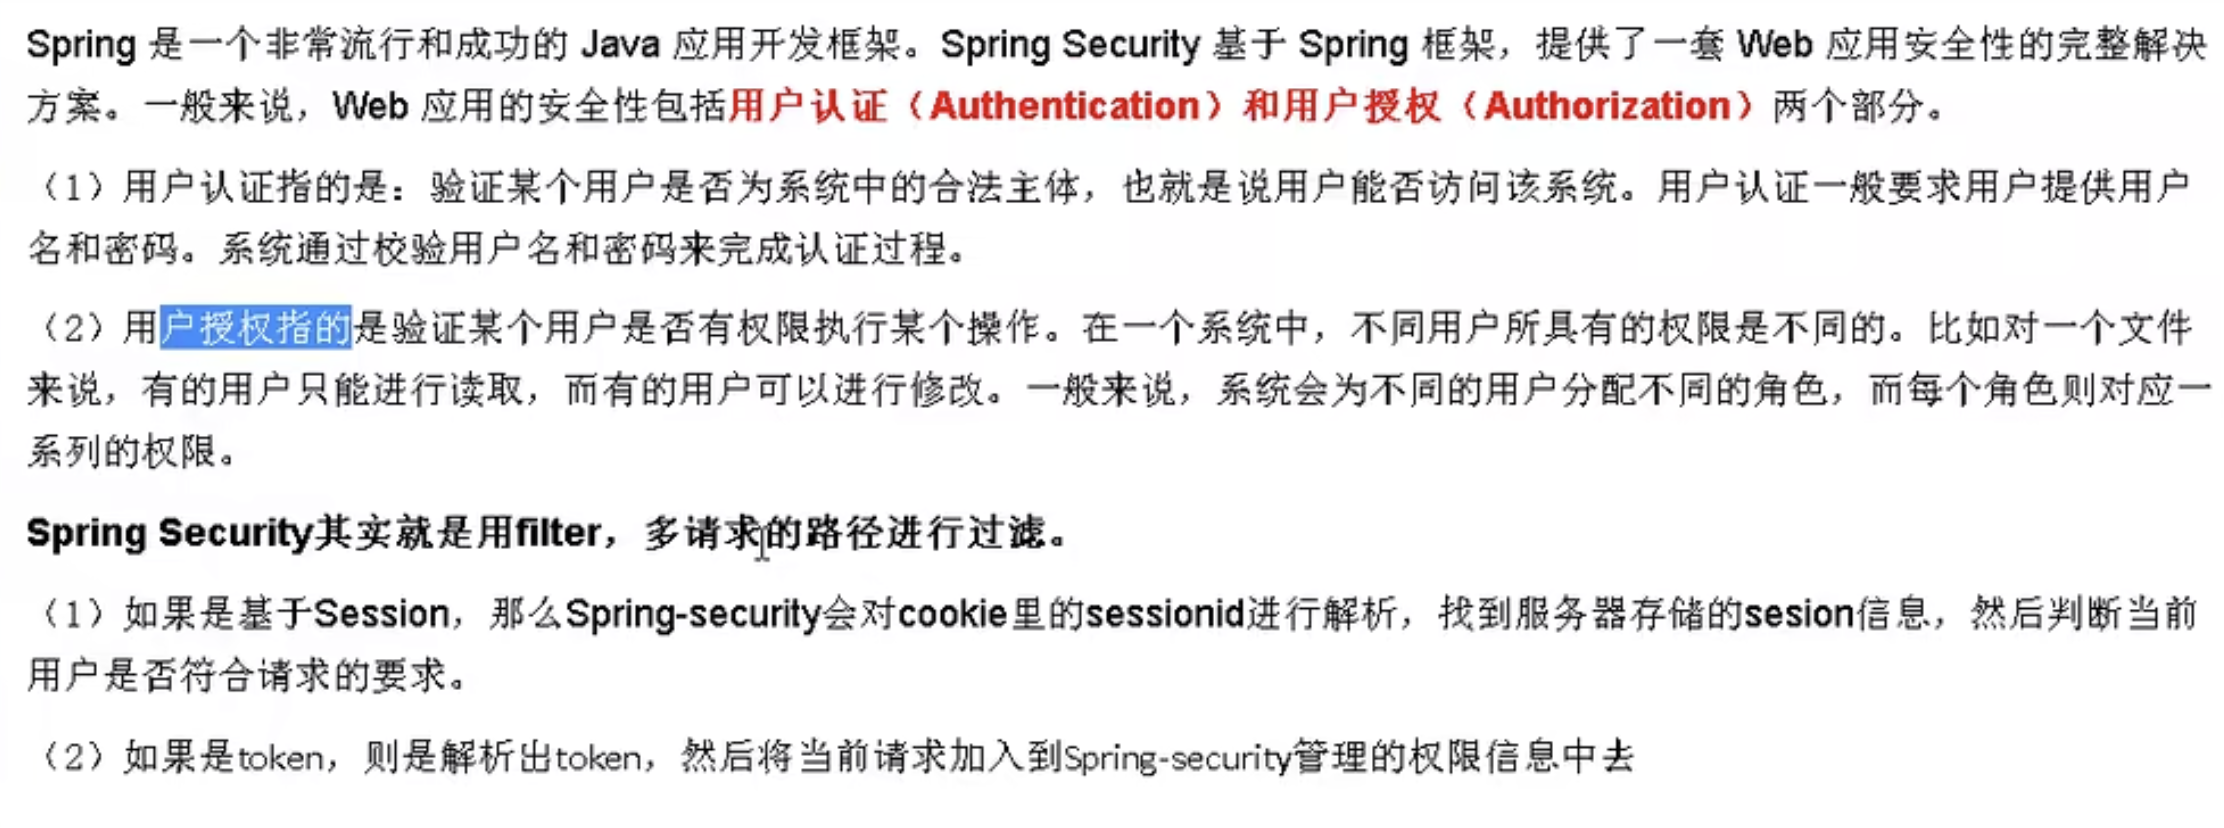 Spring 是一个非常流行和成功的 Java 应用开发框架。Spring Security 基于 Spring 框架，提供了一套 Web 应用安全性的完整解决
方案。一般来说，Web 应用的安全性包括用户认证（Authentication）和用户授权（Authorization）两个部分。
（1）用户认证指的是：验证某个用户是否为系统中的合法主体，也就是说用户能否访问该系统。用户认证一般要求用户提供用户
名和密码。系统通过校验用户名和密码来完成认证过程。
（2）用户授权指的是验证某个用户是否有权限执行某个操作。在一个系统中，不同用户所具有的权限是不同的。比如对一个文件
来说，有的用户只能进行读取，而有的用户可以进行修改。一般来说，系统会为不同的用户分配不同的角色，而每个角色则对应一
系列的权限。
Spring Security其实就是用filter，多请求的路径进行过滤。
（1）如果是基于Session，那么Spring-security会对cookie里的sessionid进行解析，找到服务器存储的sesion信息，然后判断当前
用户是否符合请求的要求。
（2）如果是token，则是解析出token，然后将当前请求加入到Spring-security管理的权限信息中去